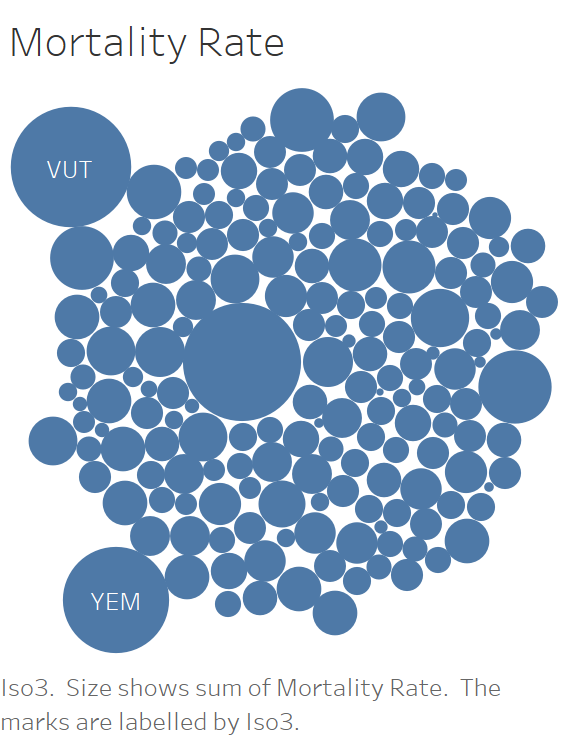 Mortality Rate
VUT
YEM
Iso3.  Size shows sum of Mortality Rate.  The
marks are labelled by Iso3.